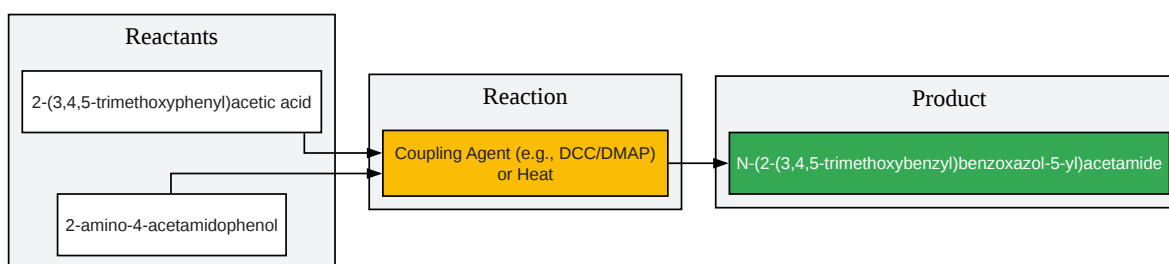 Reactants
2-(3,4,5-trimethoxyphenyl)acetic acid
2-amino-4-acetamidophenol
Reaction
Coupling Agent (e.g., DCC/DMAP)
or Heat
Product
N-(2-(3,4,5-trimethoxybenzyl)benzoxazol-5-yl)acetamide